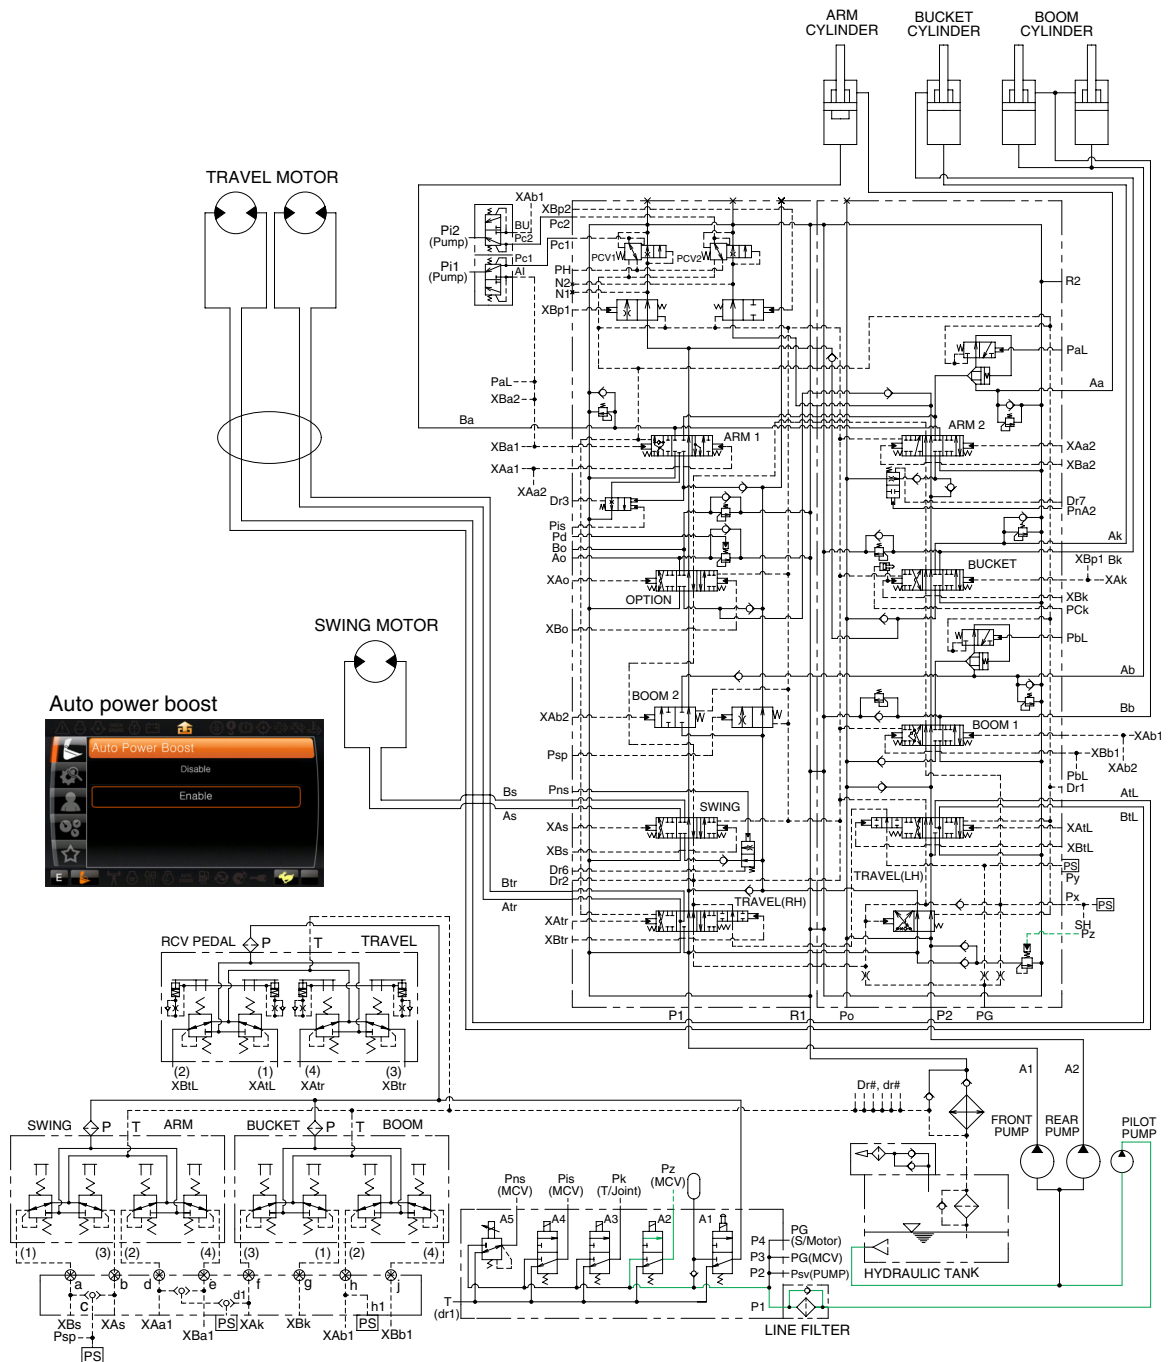 ARM
CYLINDER
BUCKET
CYLINDER
BOOM
CYLINDER
TRAVEL MOTOR
XAb1
XBp2
BU
Pc2
Pi2
(Pump)
Pc2
Pc1
Pc1
Pi1
(Pump)
AI
PCV1
PCV2
PH
N2
N1
XBp1
R2
PaL
PaL
XBa2
Aa
Ba
ARM 1
ARM 2
XBa1
XAa1
XAa2
XAa2
XBa2
Dr3
Dr7
PnA2
Pis
Pd
Bo
Ao
Ak
XBp1 Bk
BUCKET
XAo
XAk
OPTION
XBk
PCk
XBo
PbL
SWING MOTOR
Ab
BOOM 2
Bb
XAb2
BOOM 1
XAb1
XBb1
XAb2
Psp
PbL
Dr1
Auto power boost
Auto Power Boost
Disable
Enable
E
Pns
Bs
As
SWING
AtL
BtL
XAs
XAtL
XBs
XBtL
TRAVEL(LH)
PS
Py
Dr6
Dr2
Btr
Atr
TRAVEL(RH)
Px
PS
XAtr
SH
Pz
XBtr
RCV PEDAL
P
T
TRAVEL
P1
R1
Po
P2
PG
(2)
(1)
(4)
(3)
XBtL
XAtL
XAtr
XBtr
A1
A2
Dr#, dr#
SWING
P
T
ARM
BUCKET
P
T
BOOM
FRONT
PUMP
REAR
PUMP
PILOT
PUMP
Pns
(MCV)
Pis
(MCV)
Pk
(T/Joint)
Pz
(MCV)
A5
A4
A3
A2
A1
PG
(S/Motor)
P4
P3
PG(MCV)
P2
Psv(PUMP)
(1)
(3)
(2)
(4)
(3)
(1)
(2)
(4)
HYDRAULIC TANK
a
b
d
e
f
g
h
j
c
d1
h1
T
(dr1)
P1
LINE FILTER
XBs
XAs
XAa1
XBa1
PS
XAk
XBk
XAb1
PS
XBb1
Psp
PS